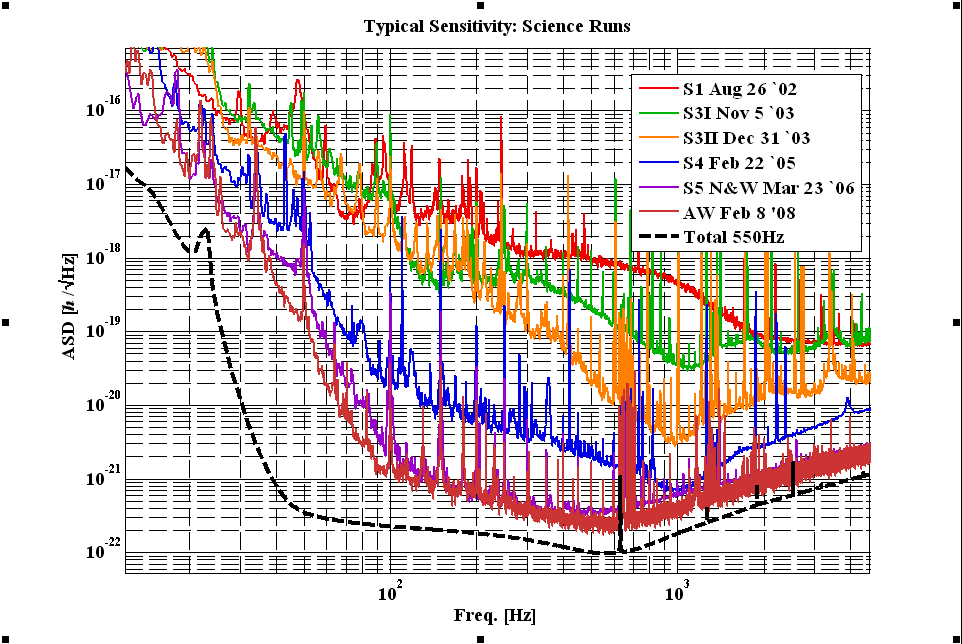 Typical Sensitivity: Science Runs
S1 Aug 26 `02
S3I Nov 5 `03
S3II Dec 31 `03
S4 Feb 22 `05
S5 N&W Mar 23 `06
AW Feb 8 '08
Total 550Hz
ASD [h /√Hz]
10^-16
10^-17
10^-18
10^-19
10^-20
10^-21
10^-22
10^2 10^3
Freq. [Hz]